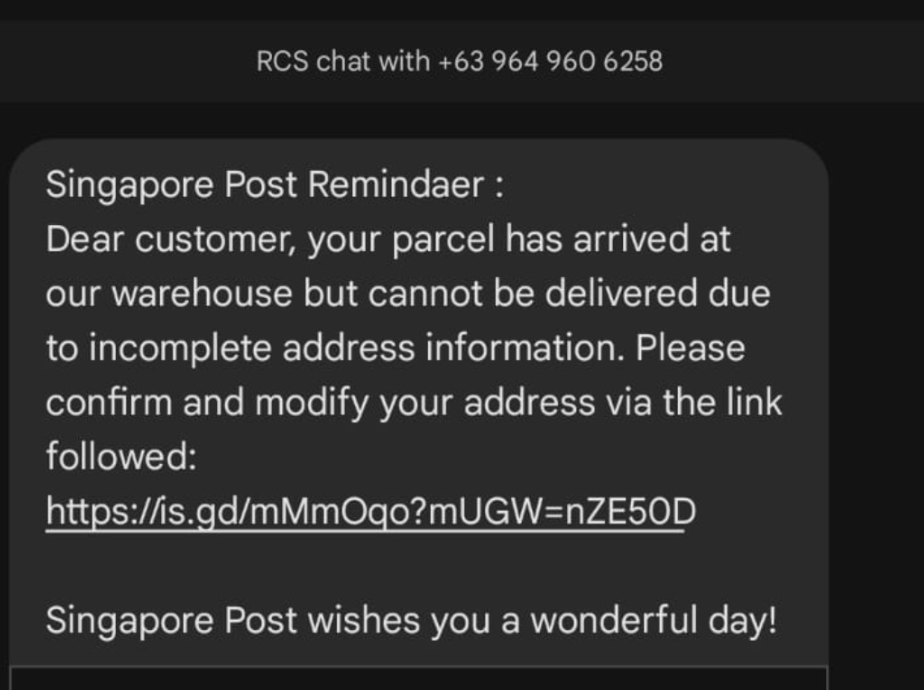 RCS chat with +63 964 960 6258
Singapore Post Remindaer :
Dear customer, your parcel has arrived at
our warehouse but cannot be delivered due
to incomplete address information. Please
confirm and modify your address via the link
followed:
https://is.gd/mMmOqo?mUGW=nZE50D
Singapore Post wishes you a wonderful day!